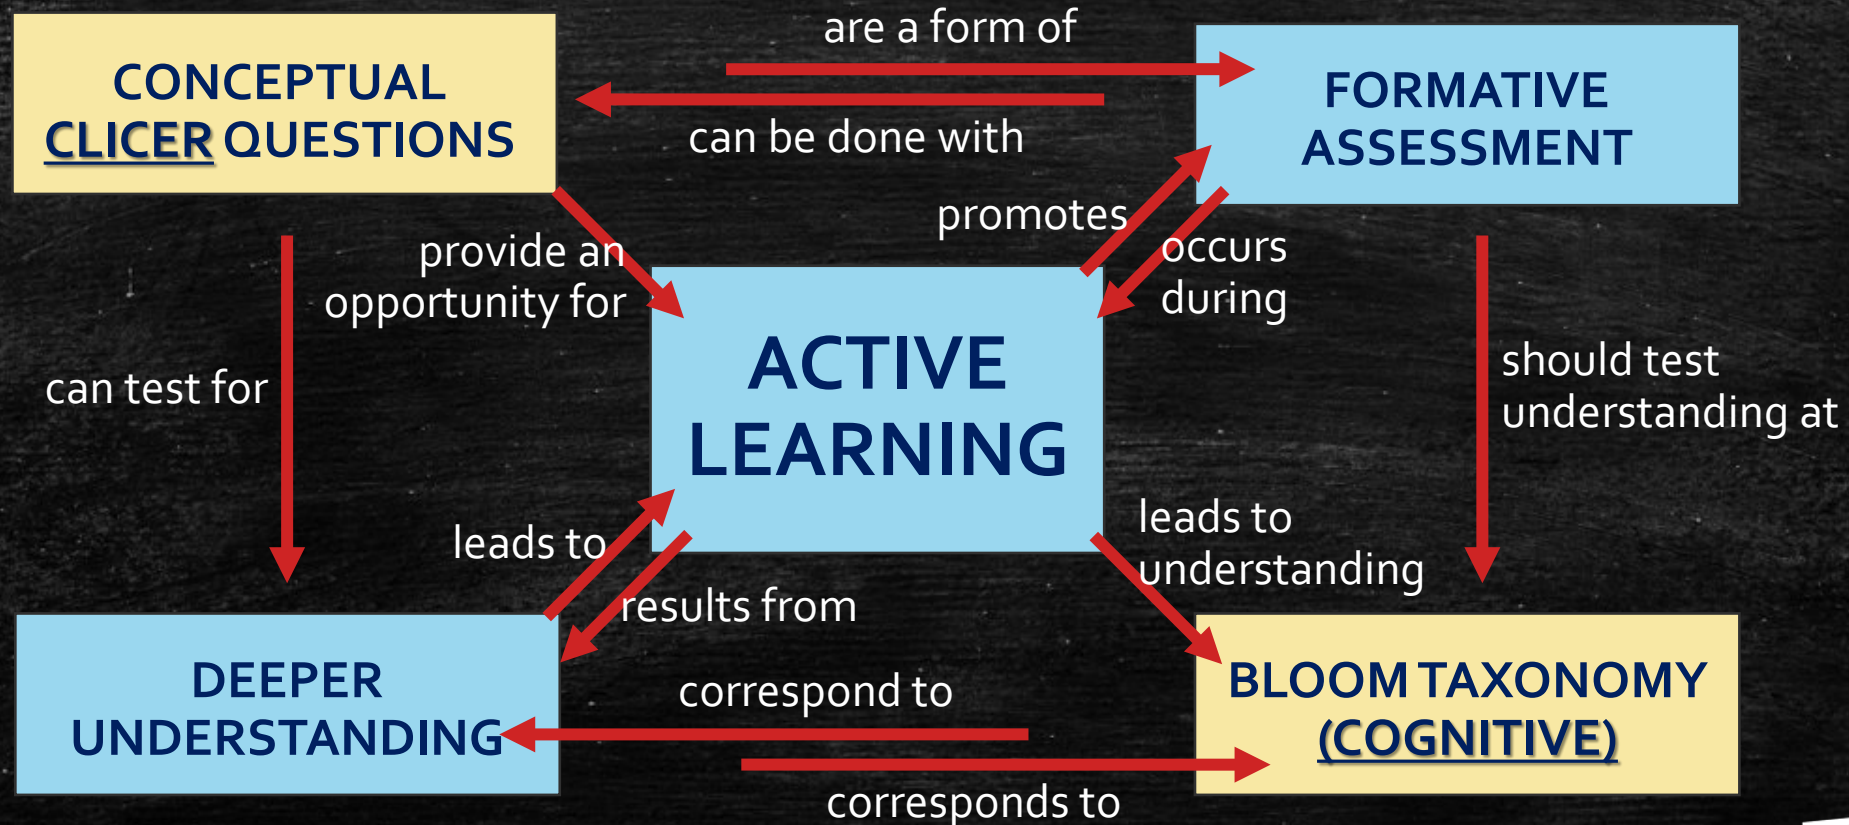 are a form of
CONCEPTUAL
CLICER QUESTIONS
FORMATIVE
ASSESSMENT
can be done with
promotes
provide an
opportunity for
occurs
during
ACTIVE
LEARNING
can test for
should test
understanding at
leads to
leads to
understanding
results from
DEEPER
UNDERSTANDING
correspond to
BLOOM TAXONOMY
(COGNITIVE)
corresponds to